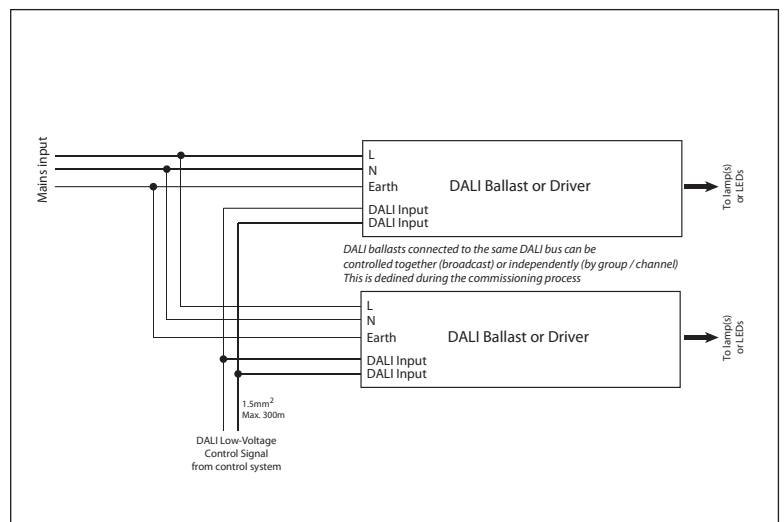 Mains input
L
N
Earth
DALI Input
DALI Input
DALI Ballast or Driver
To lamp(s)
or LEDs
DALI ballasts connected to the same DALI bus can be
controlled together (broadcast) or independently (by group / channel)
This is dedined during the commissioning process
L
N
Earth
DALI Input
DALI Input
DALI Ballast or Driver
To lamp(s)
or LEDs
1.5mm²
Max. 300m
DALI Low-Voltage
Control Signal
from control system